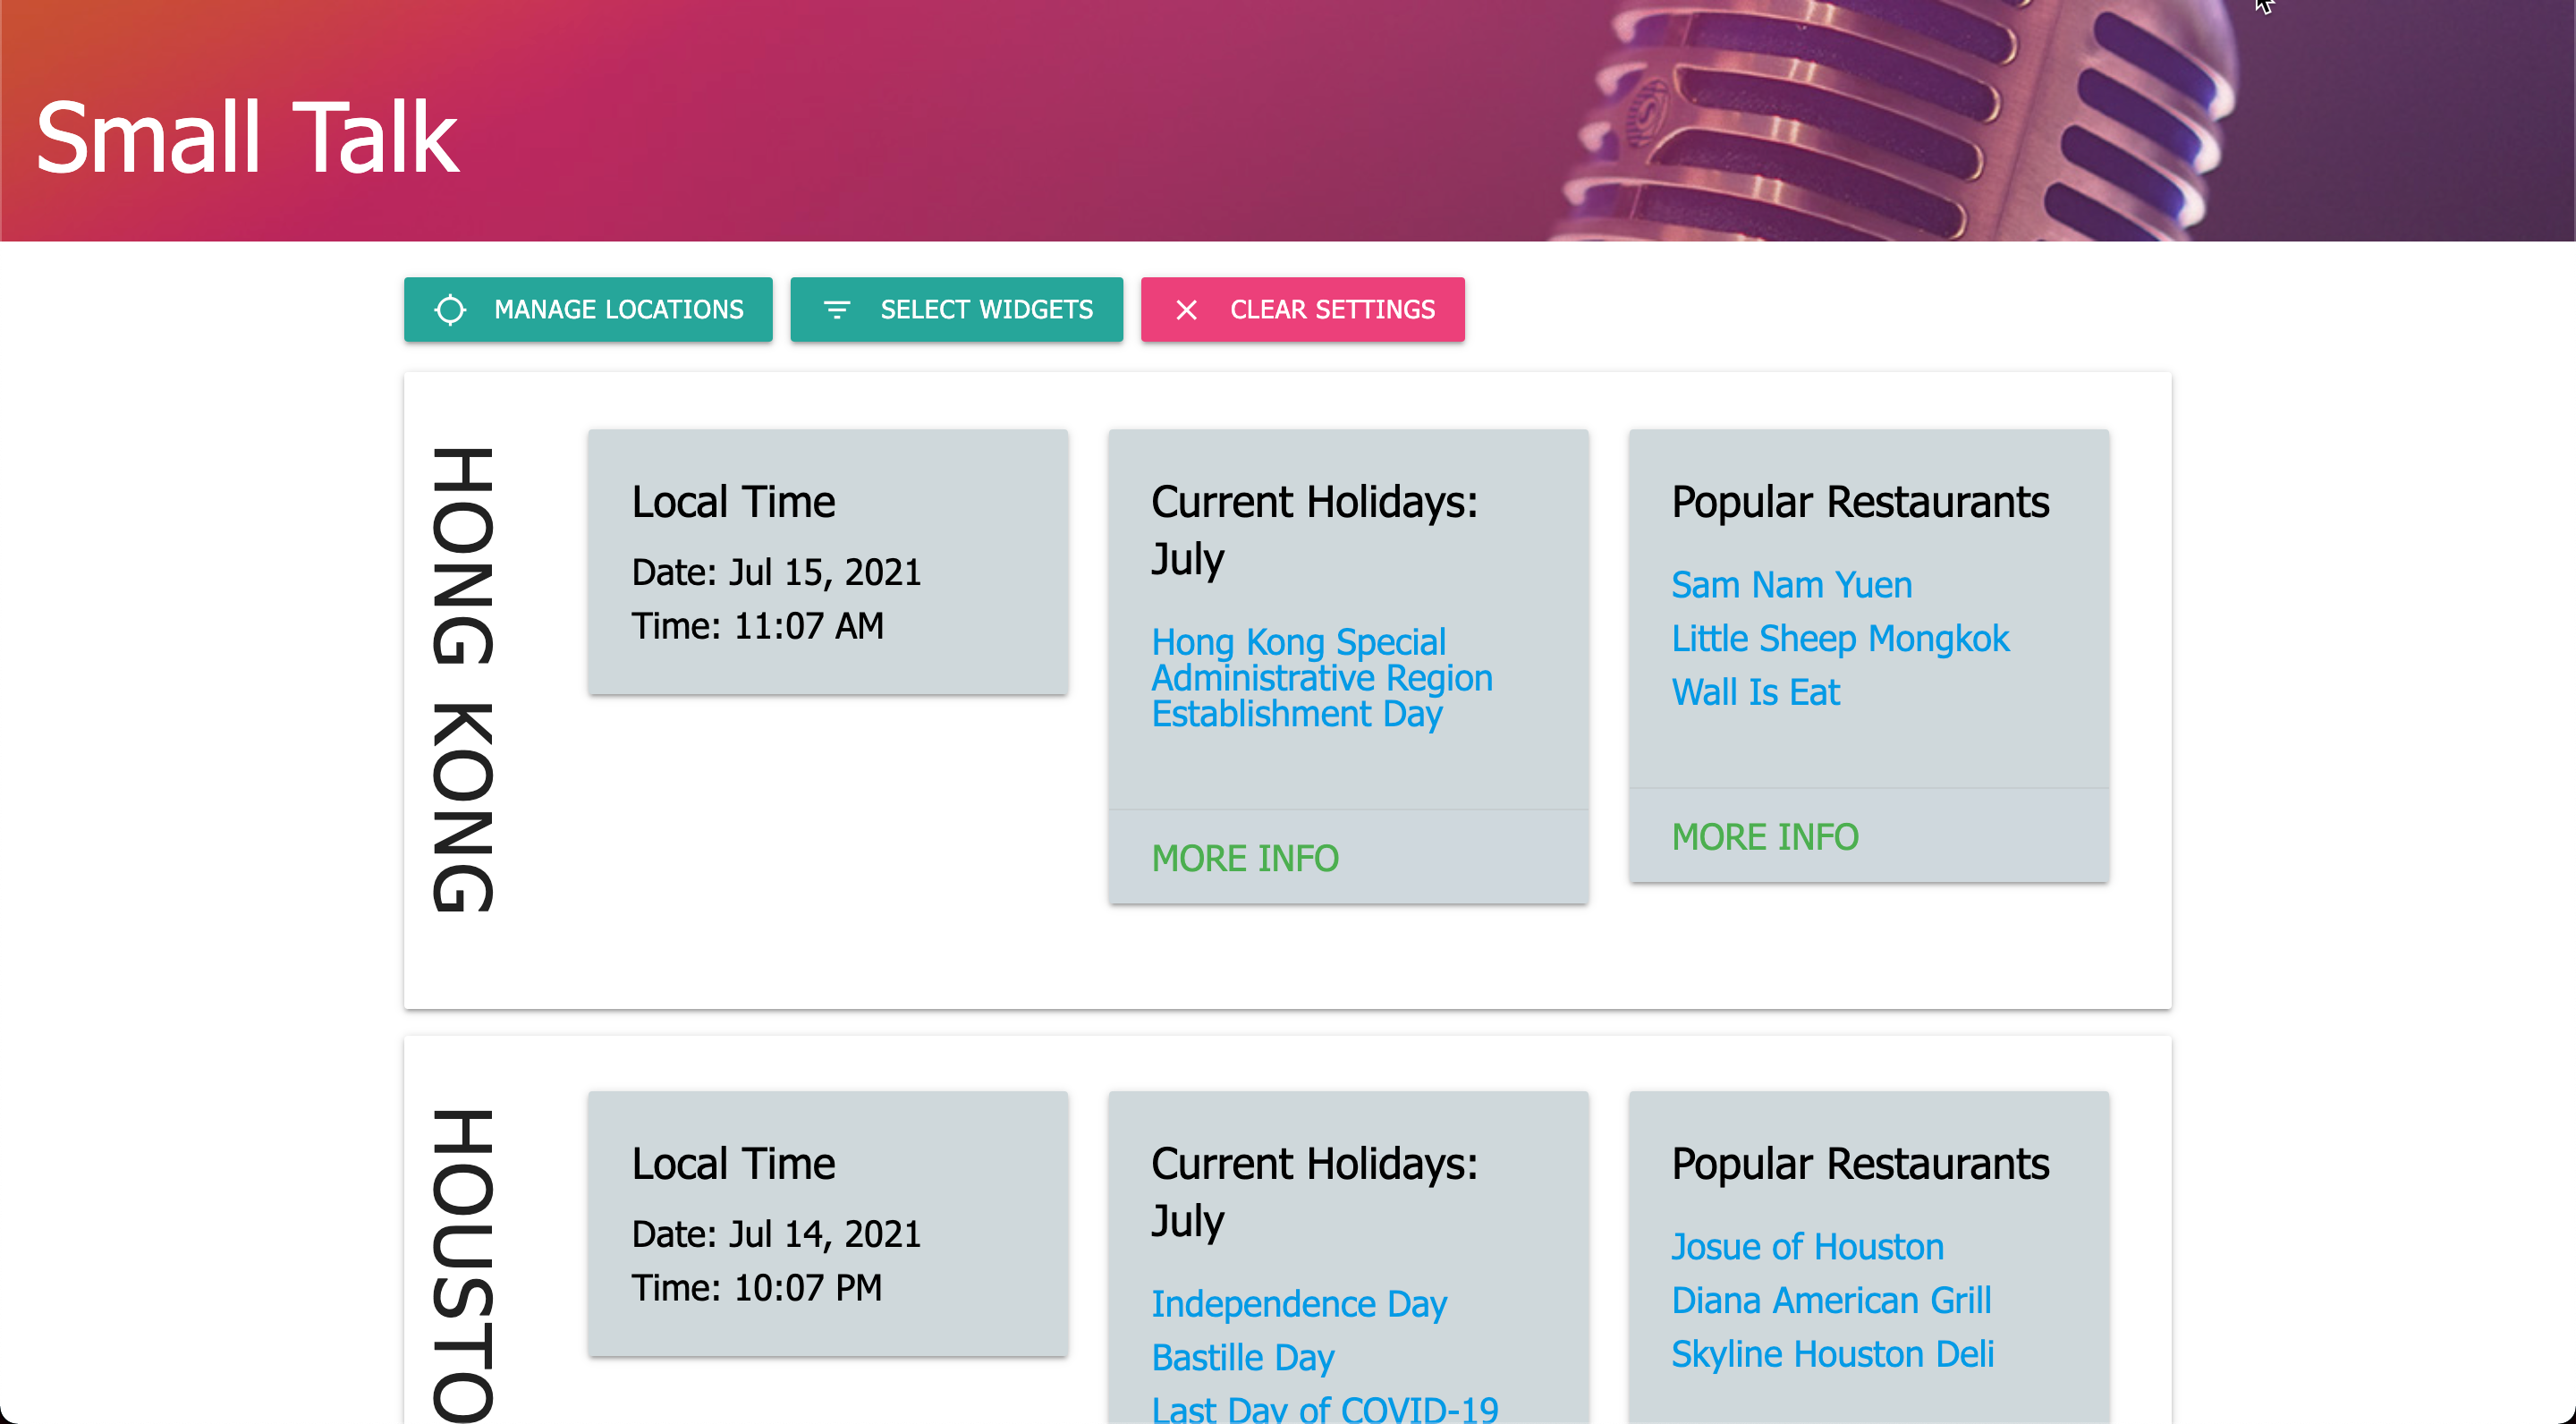 Small Talk
MANAGE LOCATIONS
SELECT WIDGETS
CLEAR SETTINGS
HONG KONG
Local Time
Date: Jul 15, 2021
Time: 11:07 AM
Current Holidays:
July
Hong Kong Special
Administrative Region
Establishment Day
MORE INFO
Popular Restaurants
Sam Nam Yuen
Little Sheep Mongkok
Wall Is Eat
MORE INFO
HOUSTO
Local Time
Date: Jul 14, 2021
Time: 10:07 PM
Current Holidays:
July
Independence Day
Bastille Day
Last Day of COVID-19
Popular Restaurants
Josue of Houston
Diana American Grill
Skyline Houston Deli